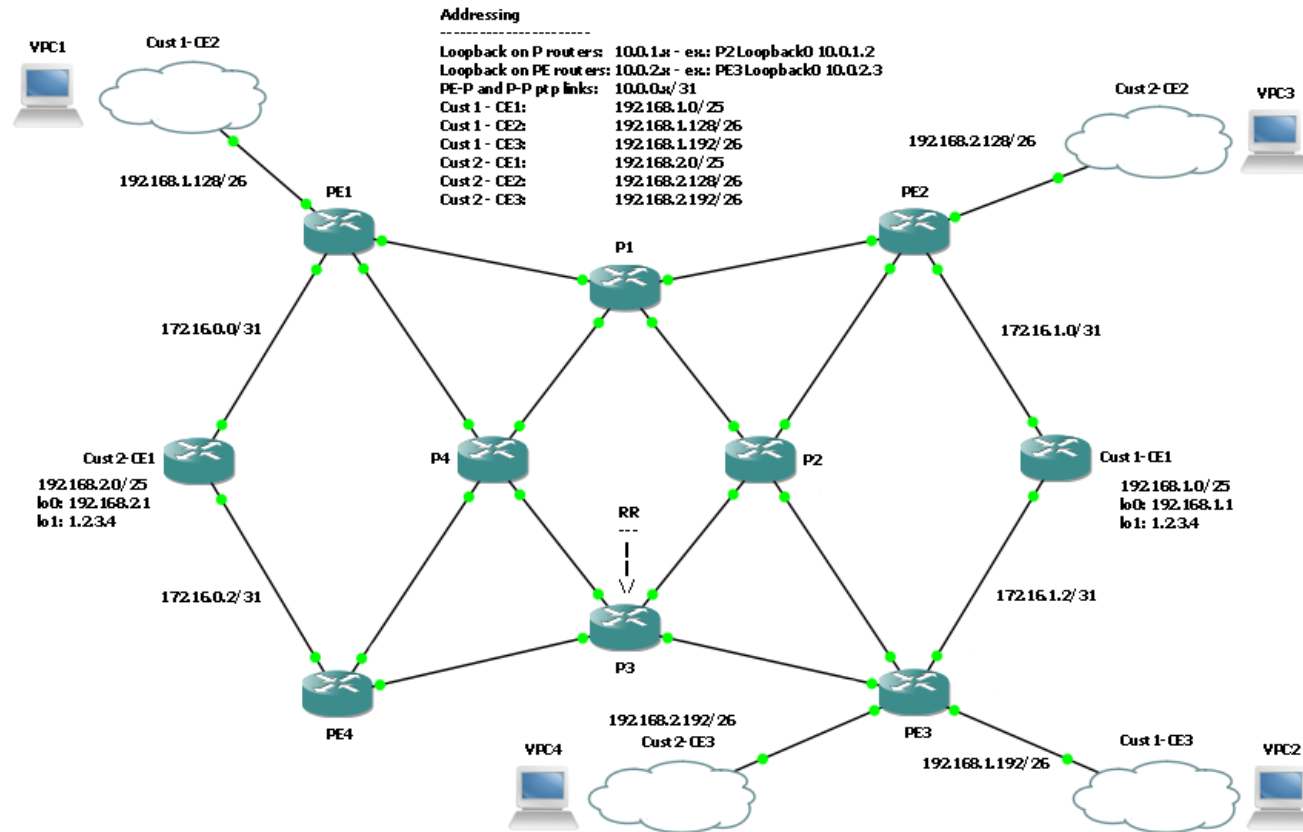 Addressing
-----------------------
Loopback on P routers: 10.0.1.x - ex.: P2 Loopback0 10.0.1.2
Loopback on PE routers: 10.0.2.x - ex.: PE3 Loopback0 10.0.2.3
PE-P and P-P ptp links: 10.0.0.x/31
Cust 1 - CE1: 192.168.1.0/25
Cust 1 - CE2: 192.168.1.128/26
Cust 1 - CE3: 192.168.1.192/26
Cust 2 - CE1: 192.168.2.0/25
Cust 2 - CE2: 192.168.2.128/26
Cust 2 - CE3: 192.168.2.192/26
VPC1
Cust 1-CE2
Cust 2-CE2
VPC3
192.168.2.128/26
192.168.1.128/26
PE1
PE2
P1
172.16.0.0/31
172.16.1.0/31
Cust 2-CE1
192.168.2.0/25
lo0: 192.168.2.1
lo1: 1.2.3.4
P4
P2
Cust 1-CE1
192.168.1.0/25
lo0: 192.168.1.1
lo1: 1.2.3.4
RR
---
172.16.0.2/31
172.16.1.2/31
P3
PE4
PE3
192.168.2.192/26
Cust 2-CE3
VPC4
192.168.1.192/26
Cust 1-CE3
VPC2